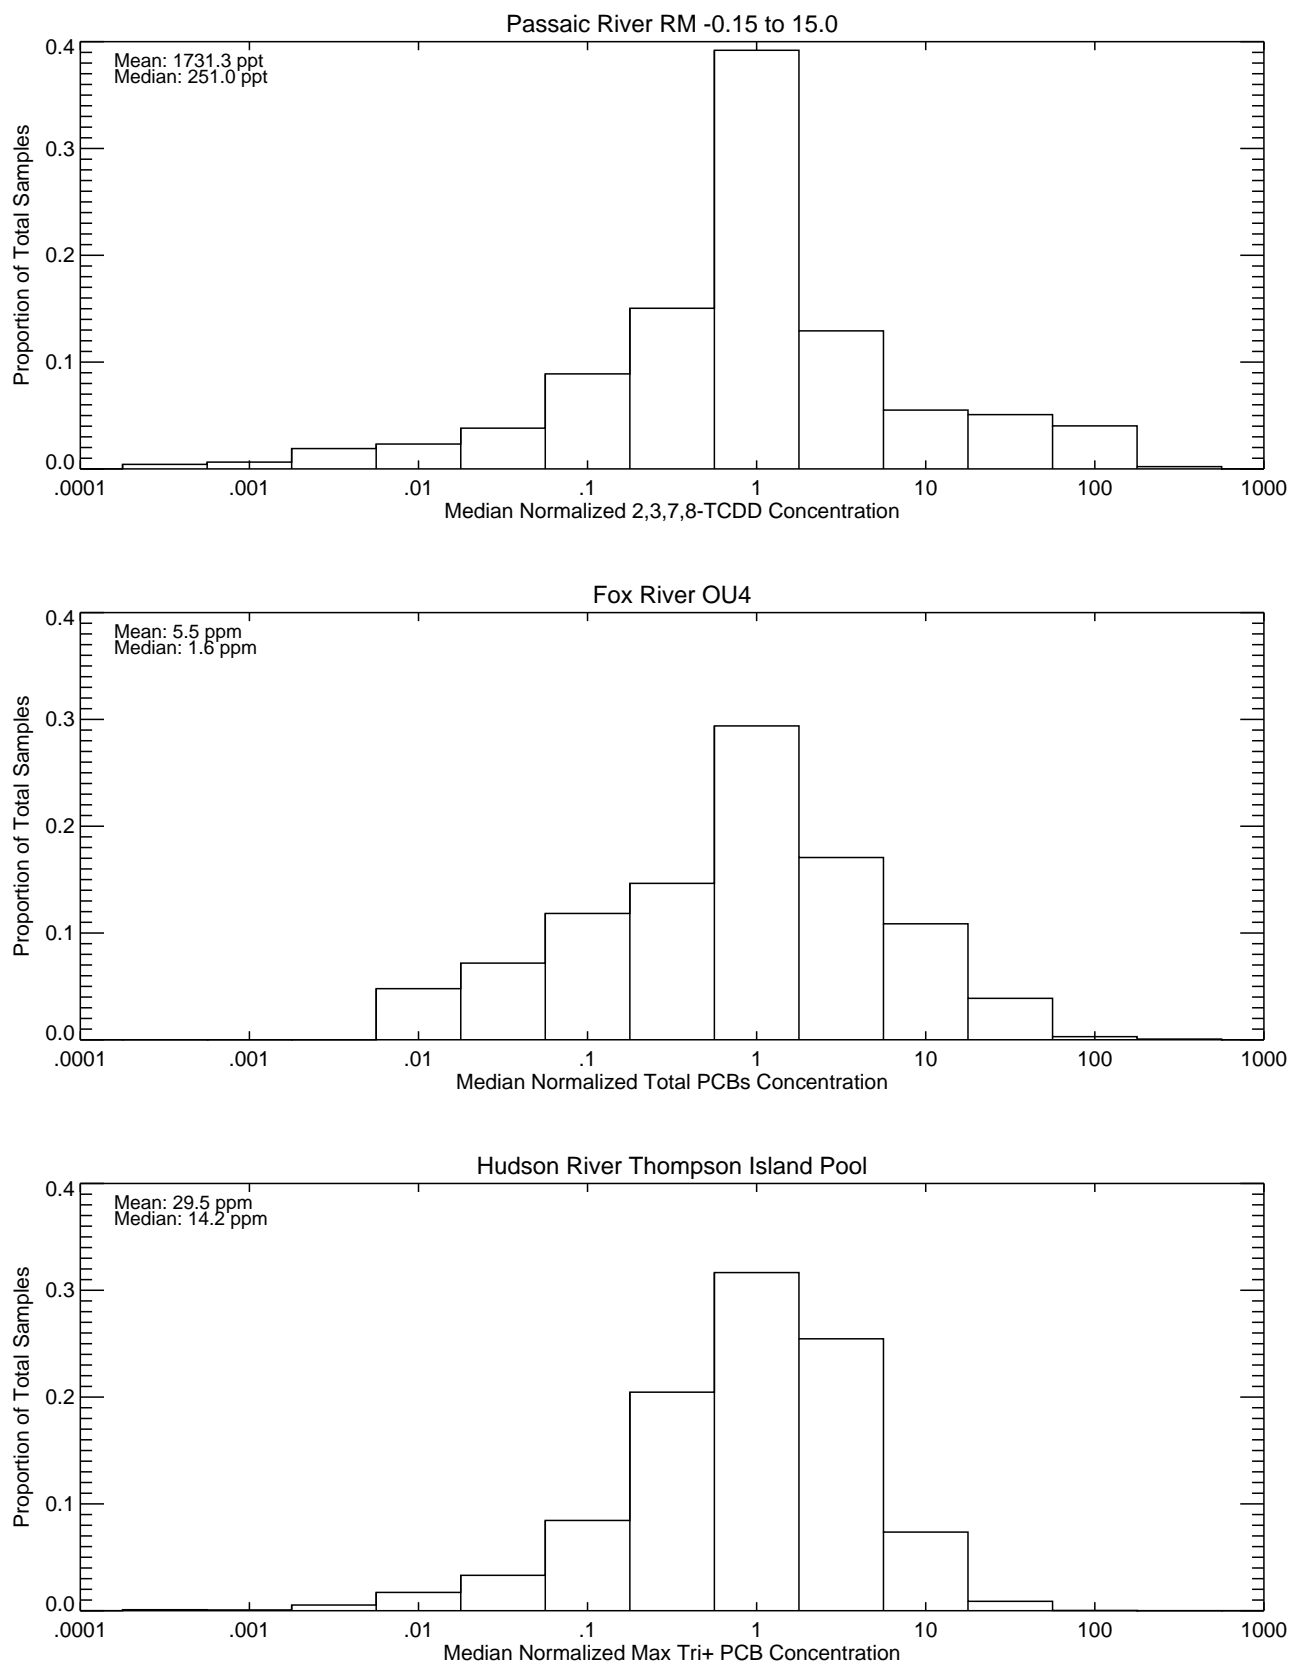 Passaic River RM -0.15 to 15.0
Mean: 1731.3 ppt
Median: 251.0 ppt
Proportion of Total Samples
0.4
0.3
0.2
0.1
0.0
.0001 .001 .01 .1 1 10 100 1000
Median Normalized 2,3,7,8-TCDD Concentration
Fox River OU4
Mean: 5.5 ppm
Median: 1.6 ppm
Proportion of Total Samples
0.4
0.3
0.2
0.1
0.0
.0001 .001 .01 .1 1 10 100 1000
Median Normalized Total PCBs Concentration
Hudson River Thompson Island Pool
Mean: 29.5 ppm
Median: 14.2 ppm
Proportion of Total Samples
0.4
0.3
0.2
0.1
0.0
.0001 .001 .01 .1 1 10 100 1000
Median Normalized Max Tri+ PCB Concentration